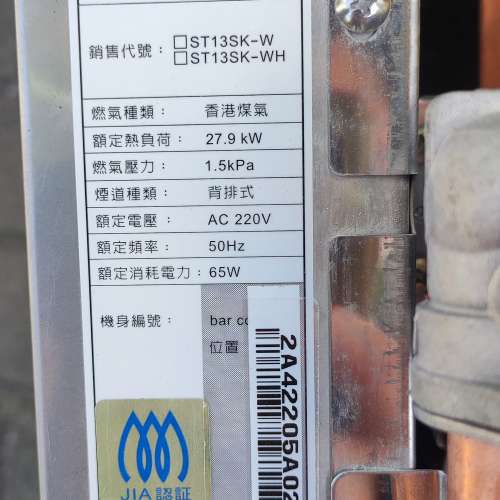 銷售代號： □ST13SK-W
□ST13SK-WH
燃氣種類： 香港煤氣
額定熱負荷： 27.9 kW
燃氣壓力： 1.5kPa
煙道種類： 背排式
額定電壓： AC 220V
額定頻率： 50Hz
額定消耗電力： 65W
機身編號： bar co
位置
2A42205A02
JIA 認証